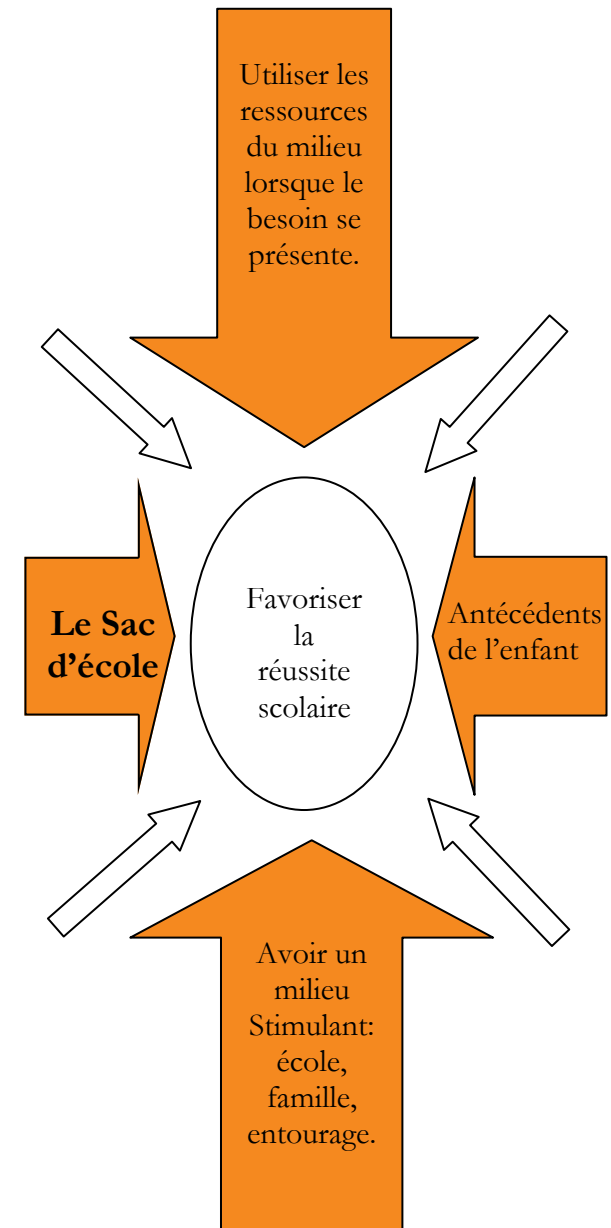 Utiliser les
ressources
du milieu
lorsque le
besoin se
présente.
Le Sac
d’école
Favoriser
la
réussite
scolaire
Antécédents
de l’enfant
Avoir un
milieu
Stimulant:
école,
famille,
entourage.